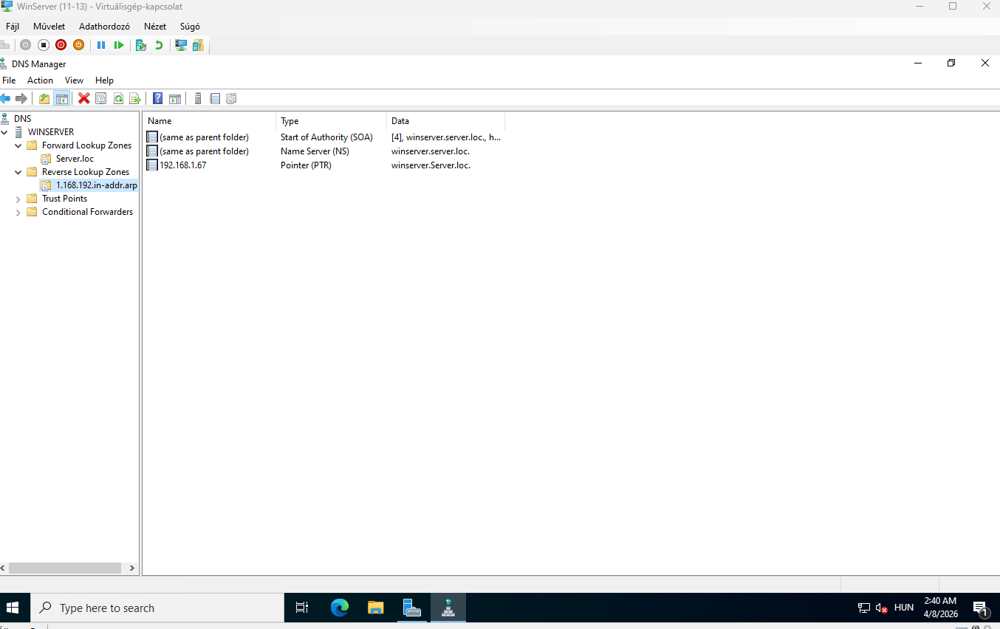 WinServer (11-13) - Virtuálisgép-kapcsolat
Fájl Művelet Adathordozó Nézet Súgó
DNS Manager
File Action View Help
DNS
WINSERVER
Forward Lookup Zones
Server.loc
Reverse Lookup Zones
1.168.192.in-addr.arp
Trust Points
Conditional Forwarders
Name Type Data
(same as parent folder) Start of Authority (SOA) [4], winserver.server.loc., h...
(same as parent folder) Name Server (NS) winserver.server.loc.
192.168.1.67 Pointer (PTR) winserver.Server.loc.
Type here to search
HUN
2:40 AM
4/8/2026
1